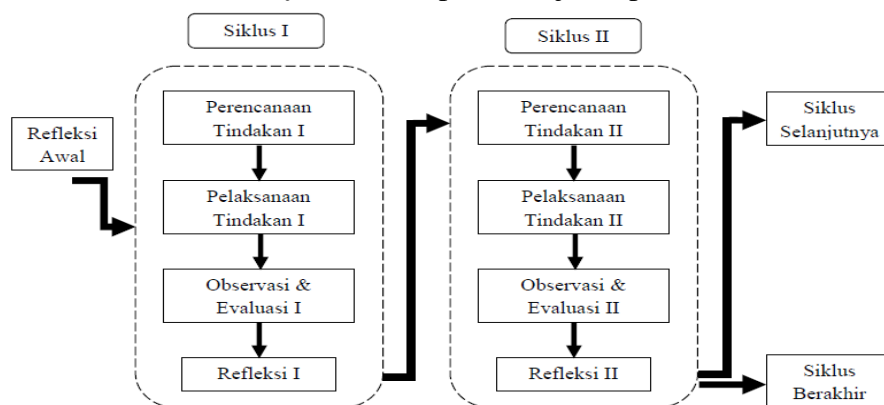 Siklus I
Siklus II
Refleksi
Awal
Perencanaan
Tindakan I
Pelaksanaan
Tindakan I
Observasi &
Evaluasi I
Refleksi I
Perencanaan
Tindakan II
Pelaksanaan
Tindakan II
Observasi &
Evaluasi II
Refleksi II
Siklus
Selanjutnya
Siklus
Berakhir